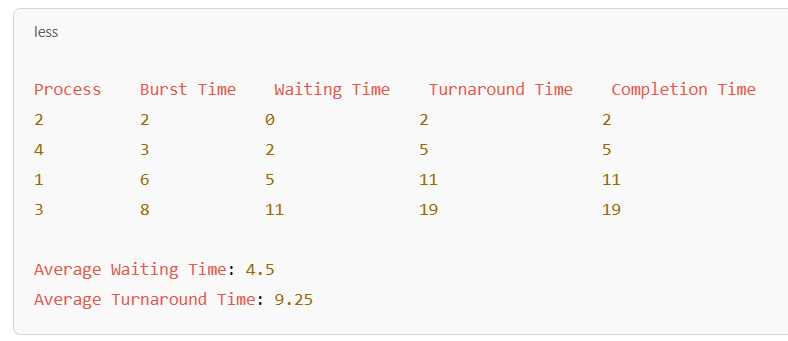 less
Process Burst Time Waiting Time Turnaround Time Completion Time
2 2 0 2 2
4 3 2 5 5
1 6 5 11 11
3 8 11 19 19
Average Waiting Time: 4.5
Average Turnaround Time: 9.25